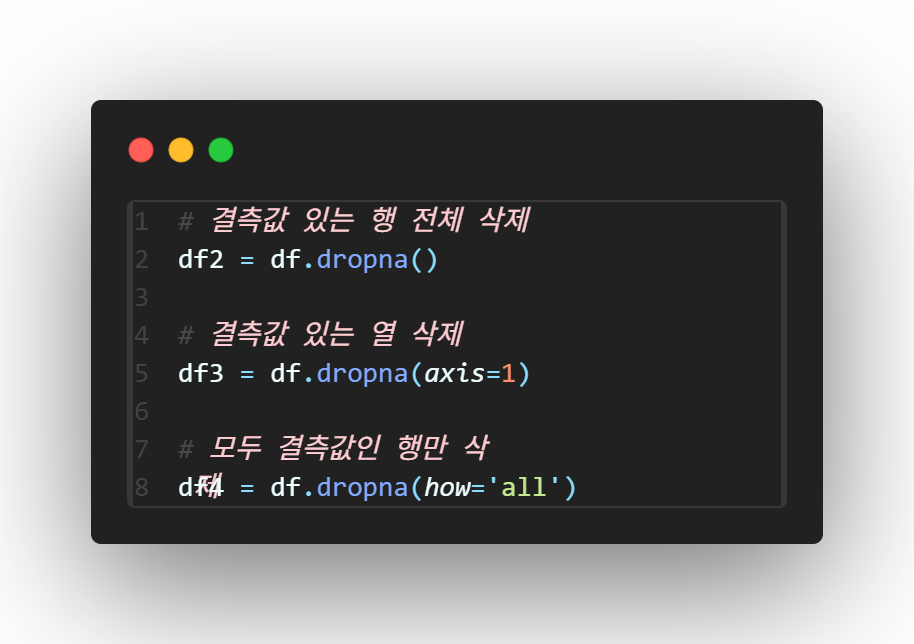 1 # 결측값 있는 행 전체 삭제
2 df2 = df.dropna()
3
4 # 결측값 있는 열 삭제
5 df3 = df.dropna(axis=1)
6
7 # 모두 결측값인 행만 삭
제
8 df4 = df.dropna(how='all')